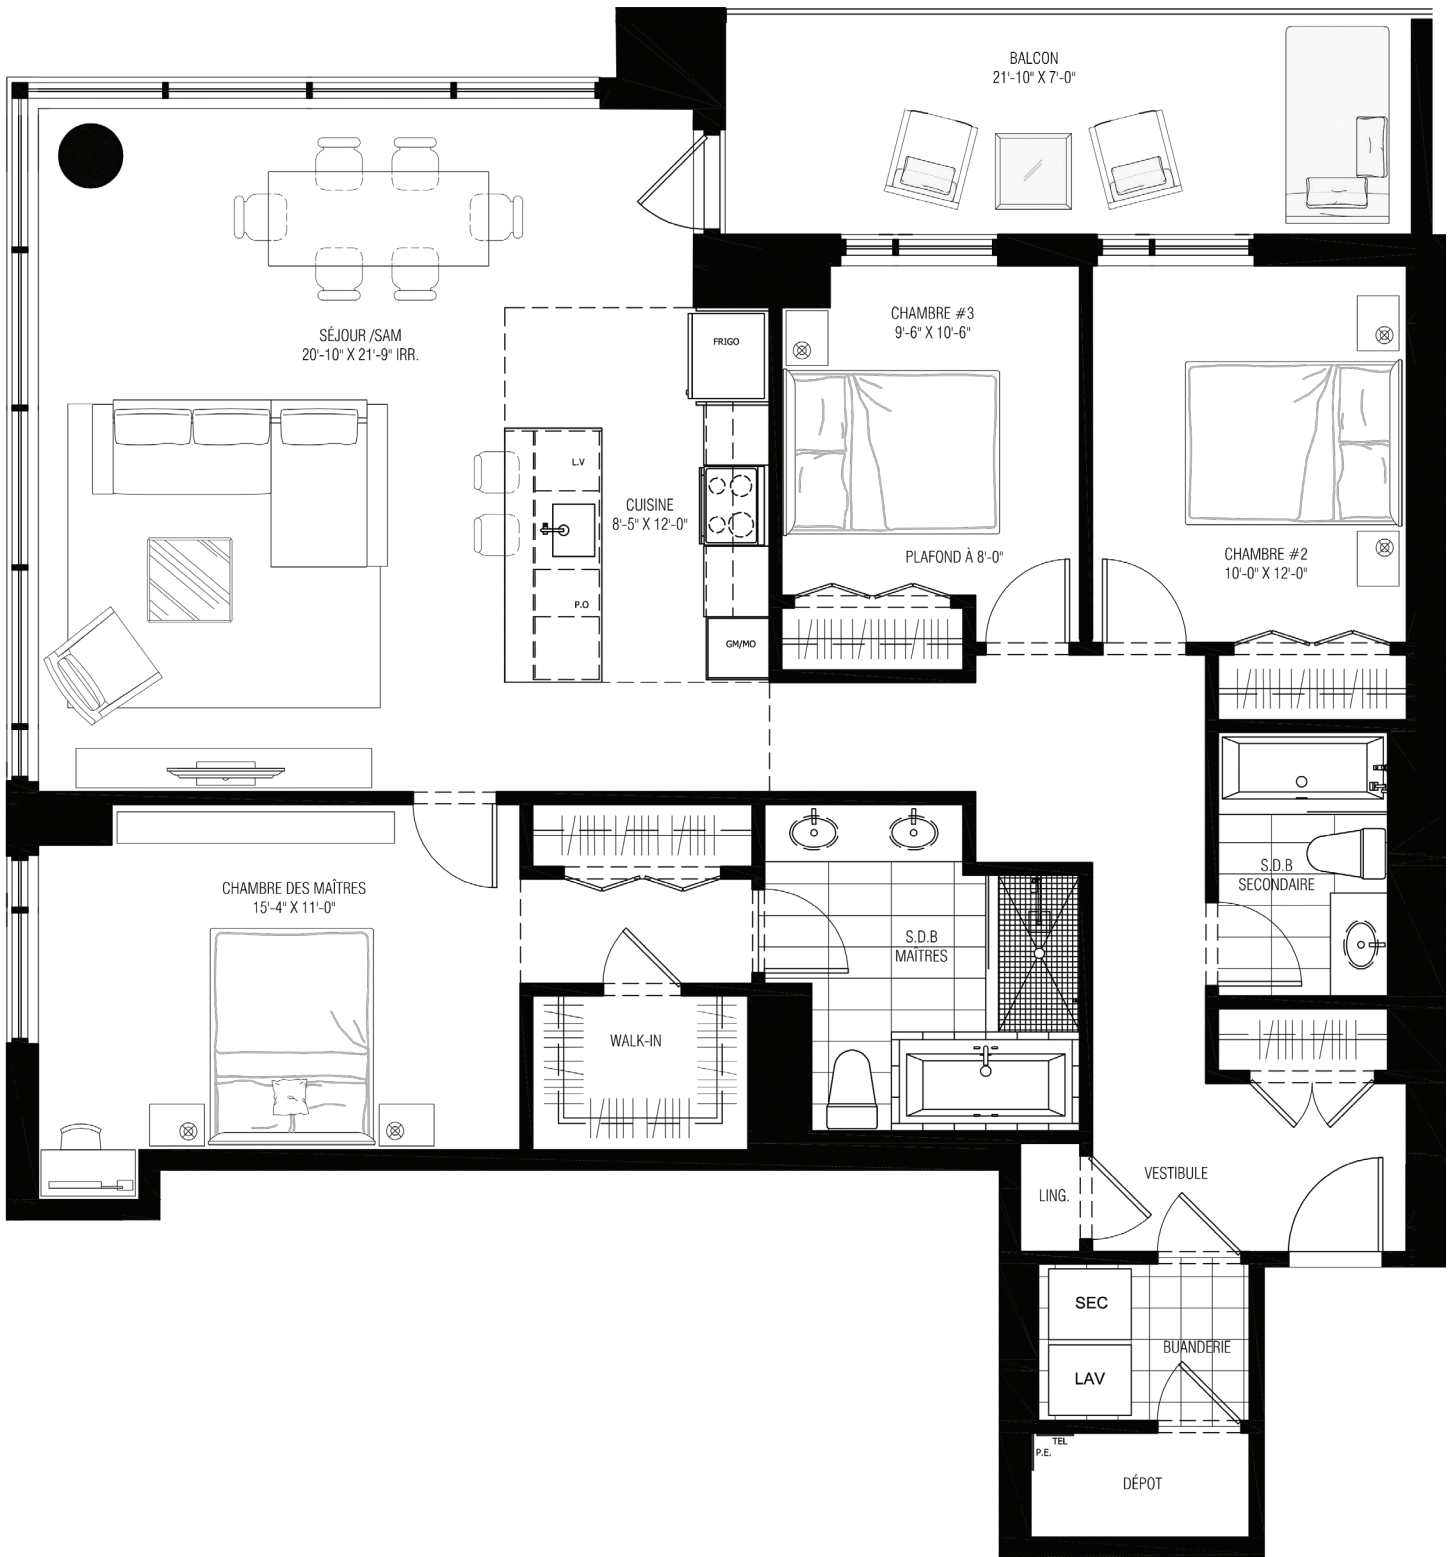 BALCON
21'-10" X 7'-0"
SÉJOUR /SAM
20'-10" X 21'-9" IRR.
FRIGO
CHAMBRE #3
9'-6" X 10'-6"
L.V
CUISINE
8'-5" X 12'-0"
P.O
GM/MO
PLAFOND À 8'-0"
CHAMBRE #2
10'-0" X 12'-0"
CHAMBRE DES MAÎTRES
15'-4" X 11'-0"
S.D.B
MAÎTRES
S.D.B
SECONDAIRE
WALK-IN
LING.
VESTIBULE
SEC
BUANDERIE
LAV
TEL
P.E.
DÉPOT